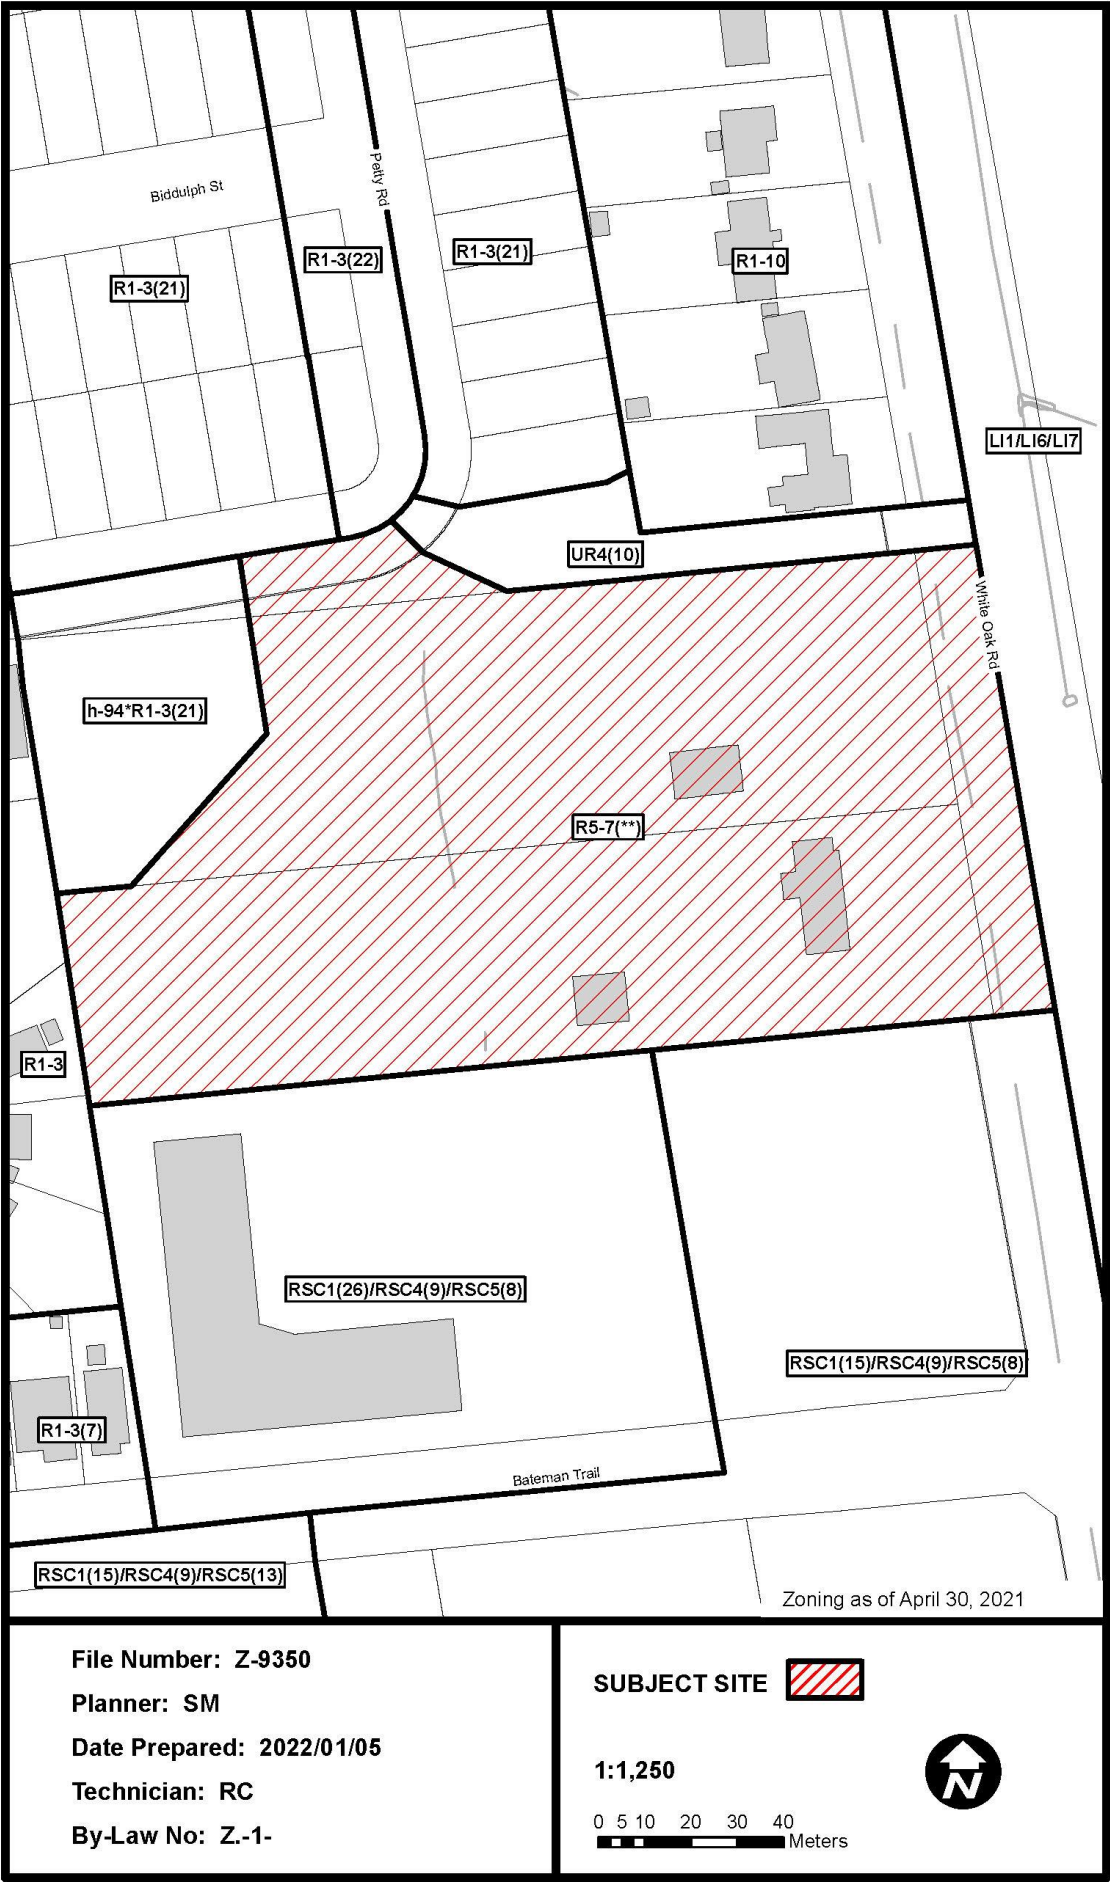 Biddulph St
Petty Rd
R1-3(22)
R1-3(21)
R1-10
R1-3(21)
LI1/LI6/LI7
UR4(10)
White Oak Rd
h-94*R1-3(21)
R5-7(**)
R1-3
RSC1(26)/RSC4(9)/RSC5(8)
RSC1(15)/RSC4(9)/RSC5(8)
R1-3(7)
Bateman Trail
RSC1(15)/RSC4(9)/RSC5(13)
Zoning as of April 30, 2021
File Number: Z-9350
Planner: SM
Date Prepared: 2022/01/05
Technician: RC
By-Law No: Z.-1-
SUBJECT SITE
1:1,250
N
0 5 10 20 30 40
Meters